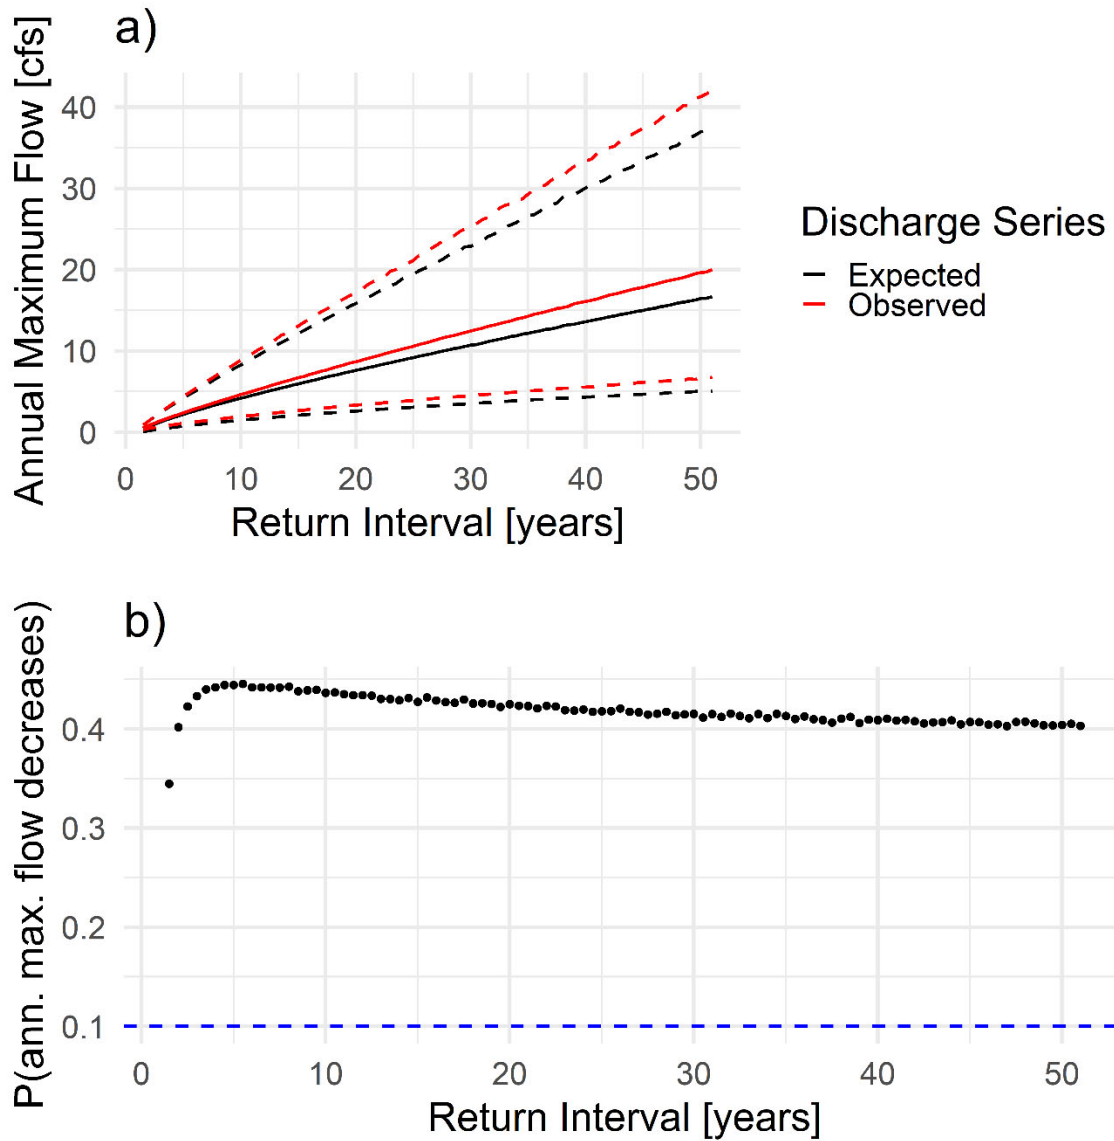 a)
Annual Maximum Flow [cfs]
40
30
20
10
0
0 10 20 30 40 50
Return Interval [years]
Discharge Series
Expected
Observed
b)
P(ann. max. flow decreases)
0.4
0.3
0.2
0.1
0 10 20 30 40 50
Return Interval [years]